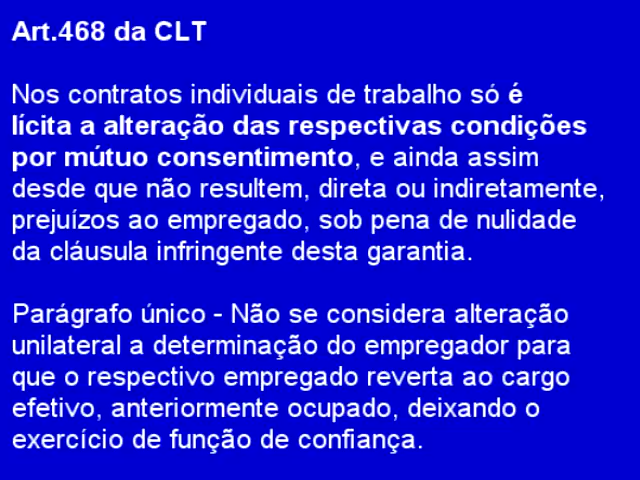 Art.468 da CLT
Nos contratos individuais de trabalho só é
lícita a alteração das respectivas condições
por mútuo consentimento, e ainda assim
desde que não resultem, direta ou indiretamente,
prejuízos ao empregado, sob pena de nulidade
da cláusula infringente desta garantia.
Parágrafo único - Não se considera alteração
unilateral a determinação do empregador para
que o respectivo empregado reverta ao cargo
efetivo, anteriormente ocupado, deixando o
exercício de função de confiança.